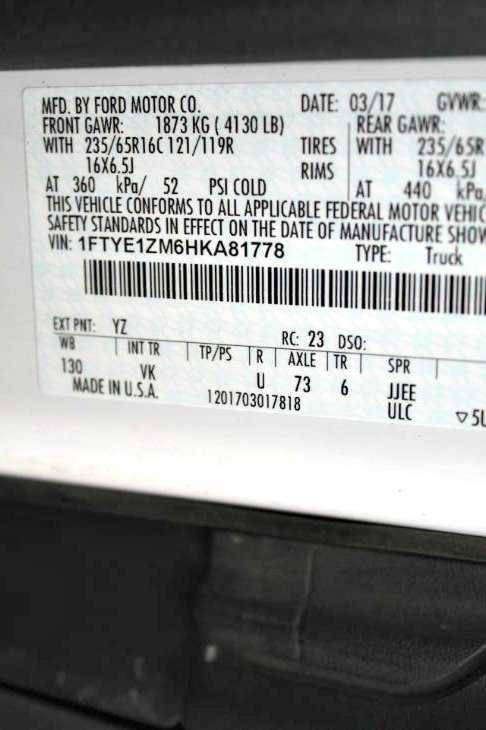 MFD. BY FORD MOTOR CO. DATE: 03/17 GVWR:
FRONT GAWR: 1873 KG ( 4130 LB) REAR GAWR:
WITH 235/65R16C 121/119R TIRES WITH 235/65R
16X6.5J RIMS 16X6.5J
AT 360 kPa/ 52 PSI COLD AT 440 kPa
THIS VEHICLE CONFORMS TO ALL APPLICABLE FEDERAL MOTOR VEHIC
SAFETY STANDARDS IN EFFECT ON THE DATE OF MANUFACTURE SHOW
VIN: 1FTYE1ZM6HKA81778 TYPE: Truck
EXT PNT: YZ RC: 23 DSO:
WB INT TR TP/PS R AXLE TR SPR
130 VK U 73 6 JJEE
MADE IN U.S.A. 1201703017818 ULC ▽5U